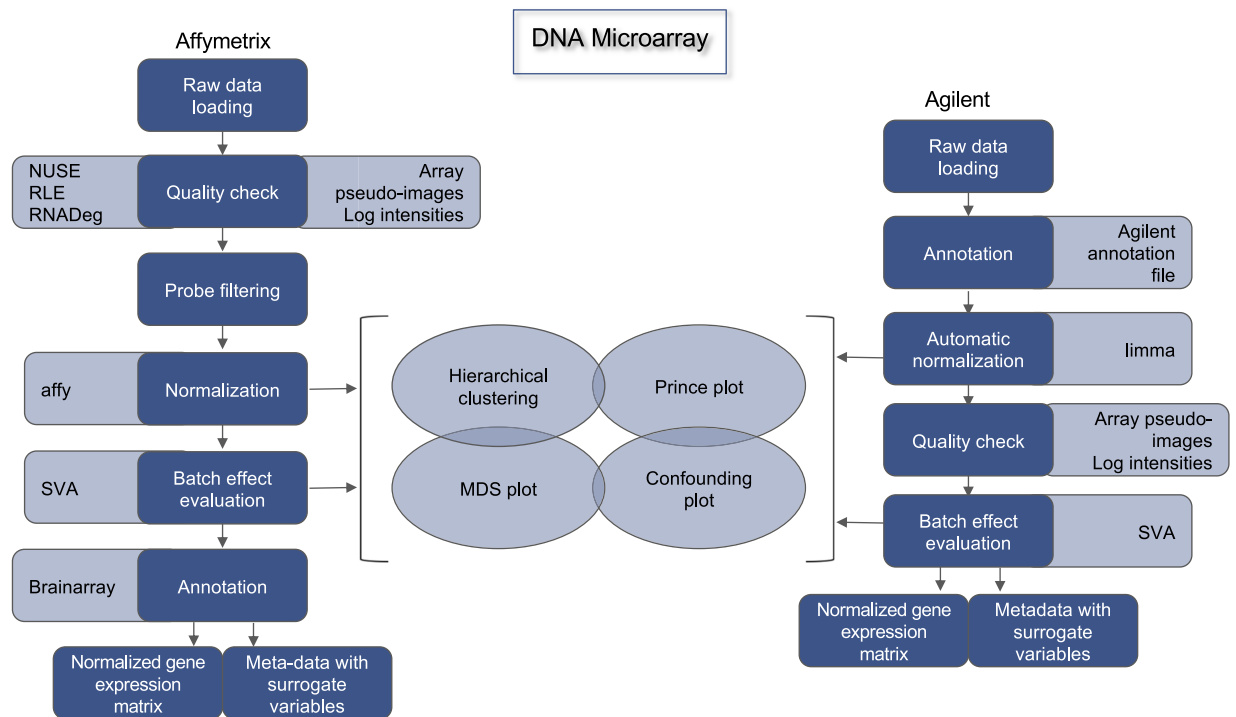 DNA Microarray
Affymetrix
Raw data
loading
NUSE
RLE
RNADeg
Quality check
Array
pseudo-images
Log intensities
Probe filtering
affy
Normalization
SVA
Batch effect
evaluation
Brainarray
Annotation
Normalized gene
expression
matrix
Meta-data with
surrogate
variables
Hierarchical
clustering
Prince plot
MDS plot
Confounding
plot
Agilent
Raw data
loading
Annotation
Agilent
annotation
file
Automatic
normalization
limma
Quality check
Array pseudo-
images
Log intensities
Batch effect
evaluation
SVA
Normalized gene
expression
matrix
Metadada with
surrogate
variables